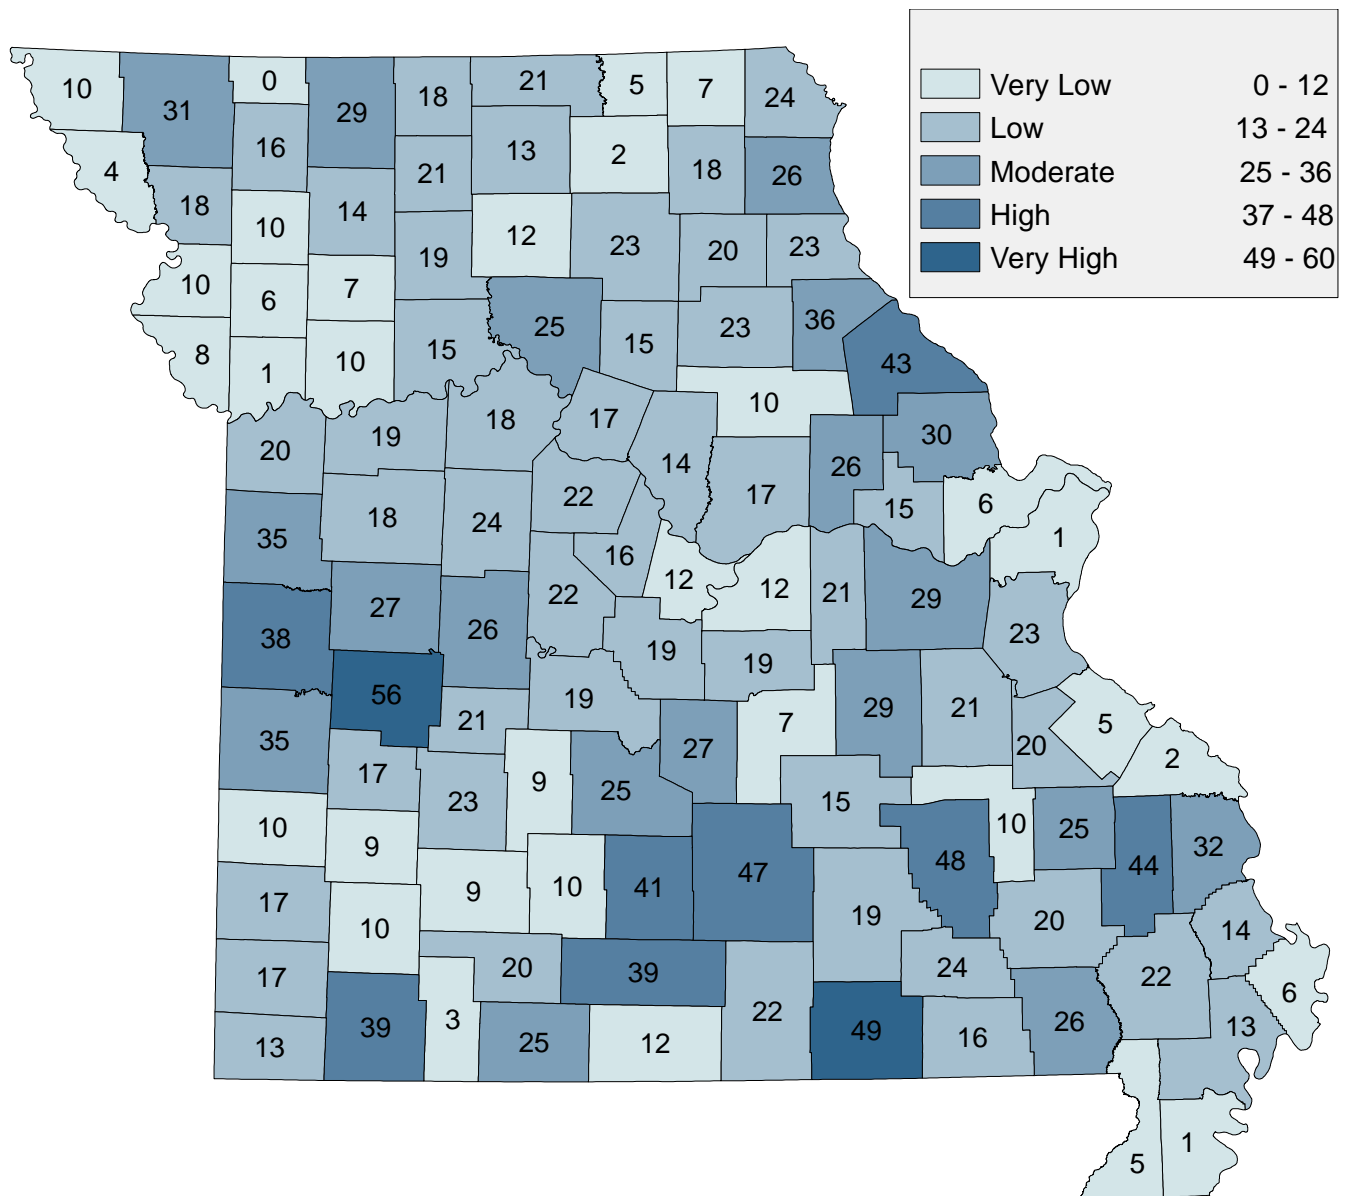 Very Low 0 - 12
Low 13 - 24
Moderate 25 - 36
High 37 - 48
Very High 49 - 60
10 31 0 29 18 21 5 7 24
4 18 16 14 21 13 2 18 26
10 10 7 19 12 23 20 23
8 6 10 15 25 15 23 36 43
1
20 19 18 17 14 10 26 30
35 18 24 22 16 17 15 6 1
38 27 26 22 12 12 21 29 23
56 21 19 19 19 29 21 20 5 2
35 17 23 9 25 27 7 15 10 25 44 32
10 9 9 10 41 47 48 20 14
17 10 20 39 19 24 22 6
17 39 3 25 12 22 49 16 26 13
13
5 1